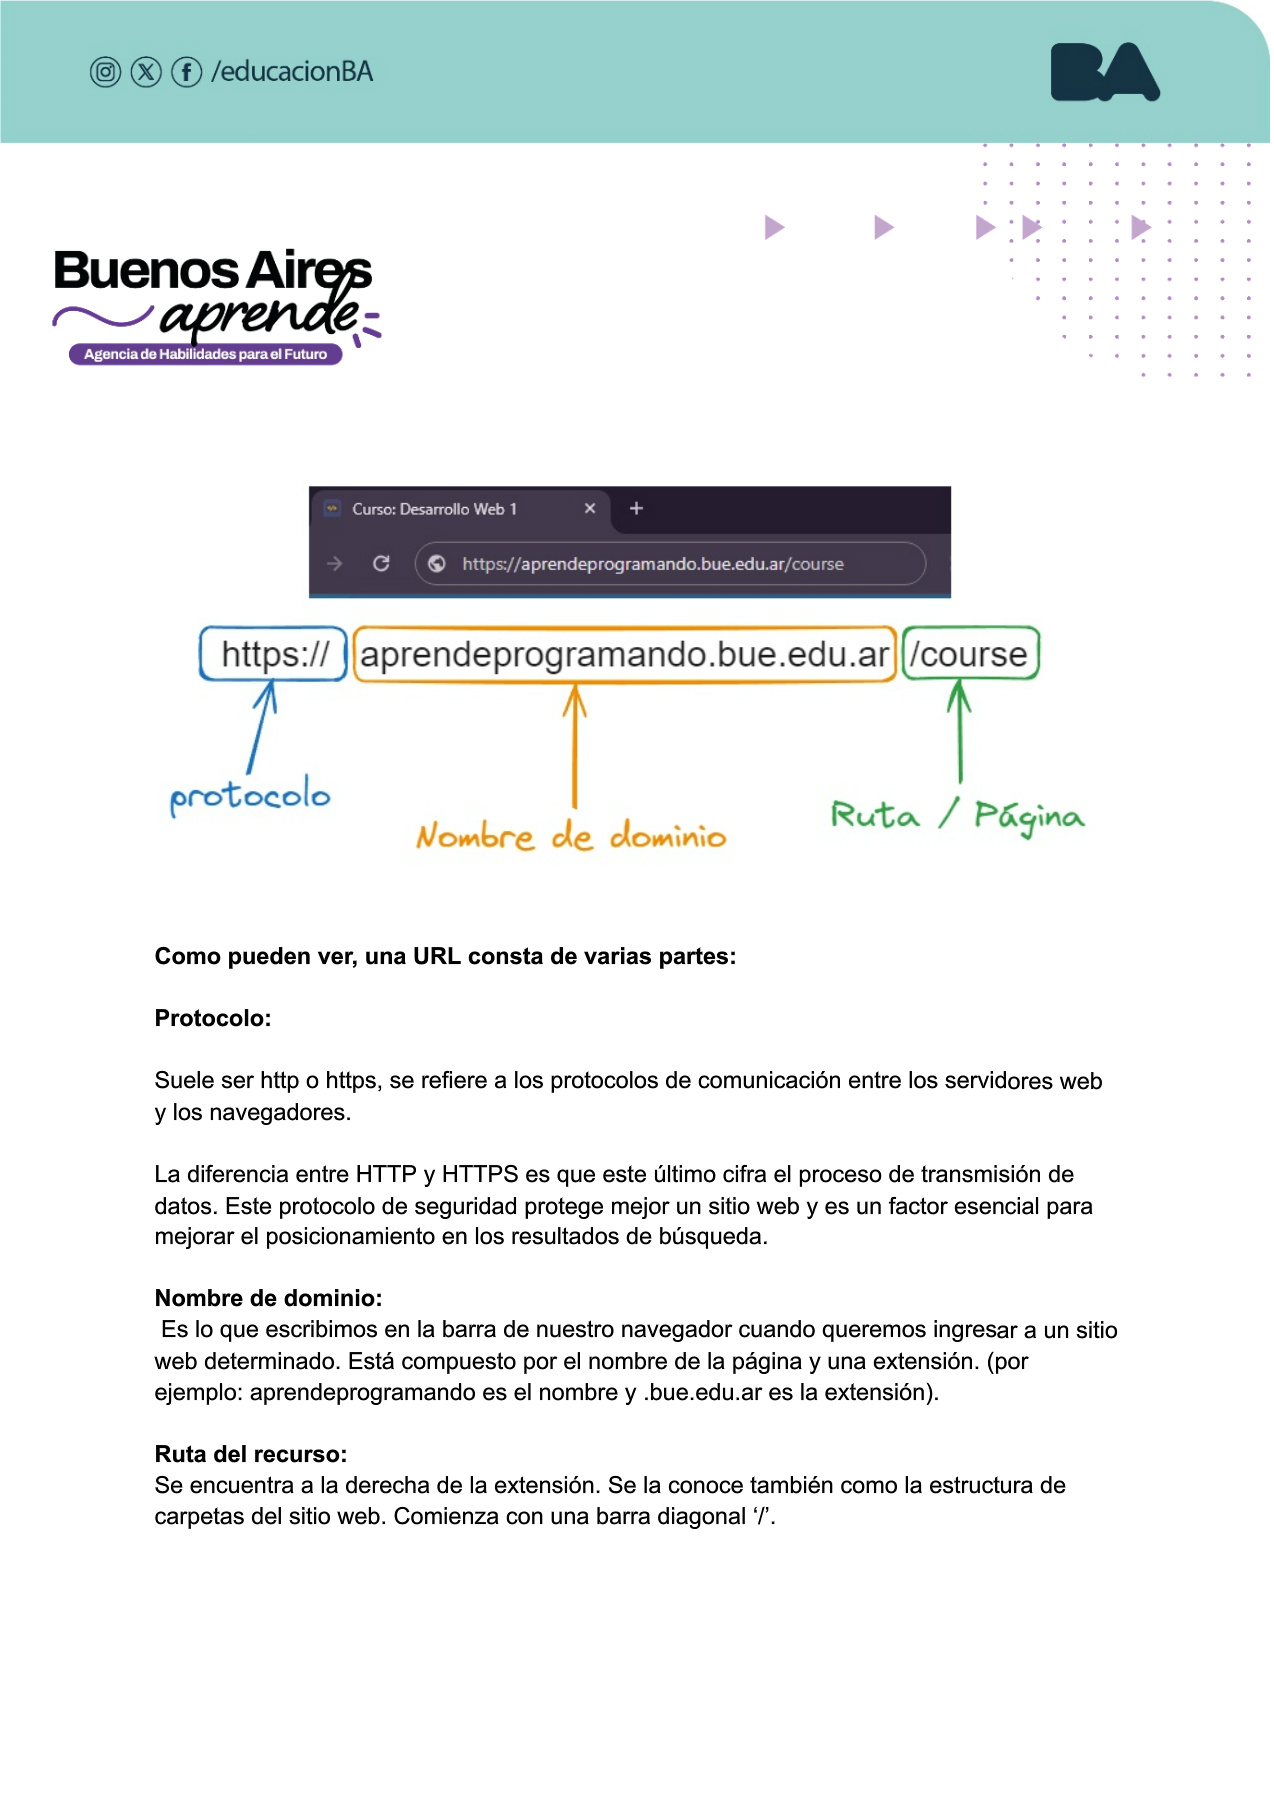 /educacionBA
BA
Buenos Aires
aprende
Agencia de Habilidades para el Futuro
Curso: Desarrollo Web 1
https://aprendeprogramando.bue.edu.ar/course
https:// aprendeprogramando.bue.edu.ar /course
protocolo
Nombre de dominio
Ruta / Página
Como pueden ver, una URL consta de varias partes:
Protocolo:
Suele ser http o https, se refiere a los protocolos de comunicación entre los servidores web
y los navegadores.
La diferencia entre HTTP y HTTPS es que este último cifra el proceso de transmisión de
datos. Este protocolo de seguridad protege mejor un sitio web y es un factor esencial para
mejorar el posicionamiento en los resultados de búsqueda.
Nombre de dominio:
Es lo que escribimos en la barra de nuestro navegador cuando queremos ingresar a un sitio
web determinado. Está compuesto por el nombre de la página y una extensión. (por
ejemplo: aprendeprogramando es el nombre y .bue.edu.ar es la extensión).
Ruta del recurso:
Se encuentra a la derecha de la extensión. Se la conoce también como la estructura de
carpetas del sitio web. Comienza con una barra diagonal ‘/’.